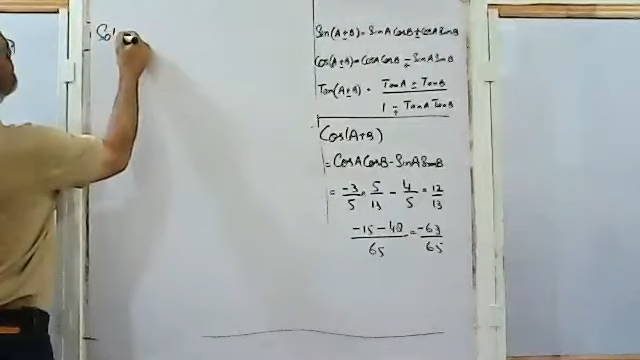 Sol
Sin(A±B) = SinA CosB ± CosA SinB
Cos(A±B) = CosA CosB ∓ SinA SinB
Tan(A±B) = TanA ± TanB
1 ∓ TanA TanB
Cos(A+B)
= CosA CosB - SinA SinB
= -3/5 × 5/13 - 4/5 × 12/13
-15-48/65 = -63/65